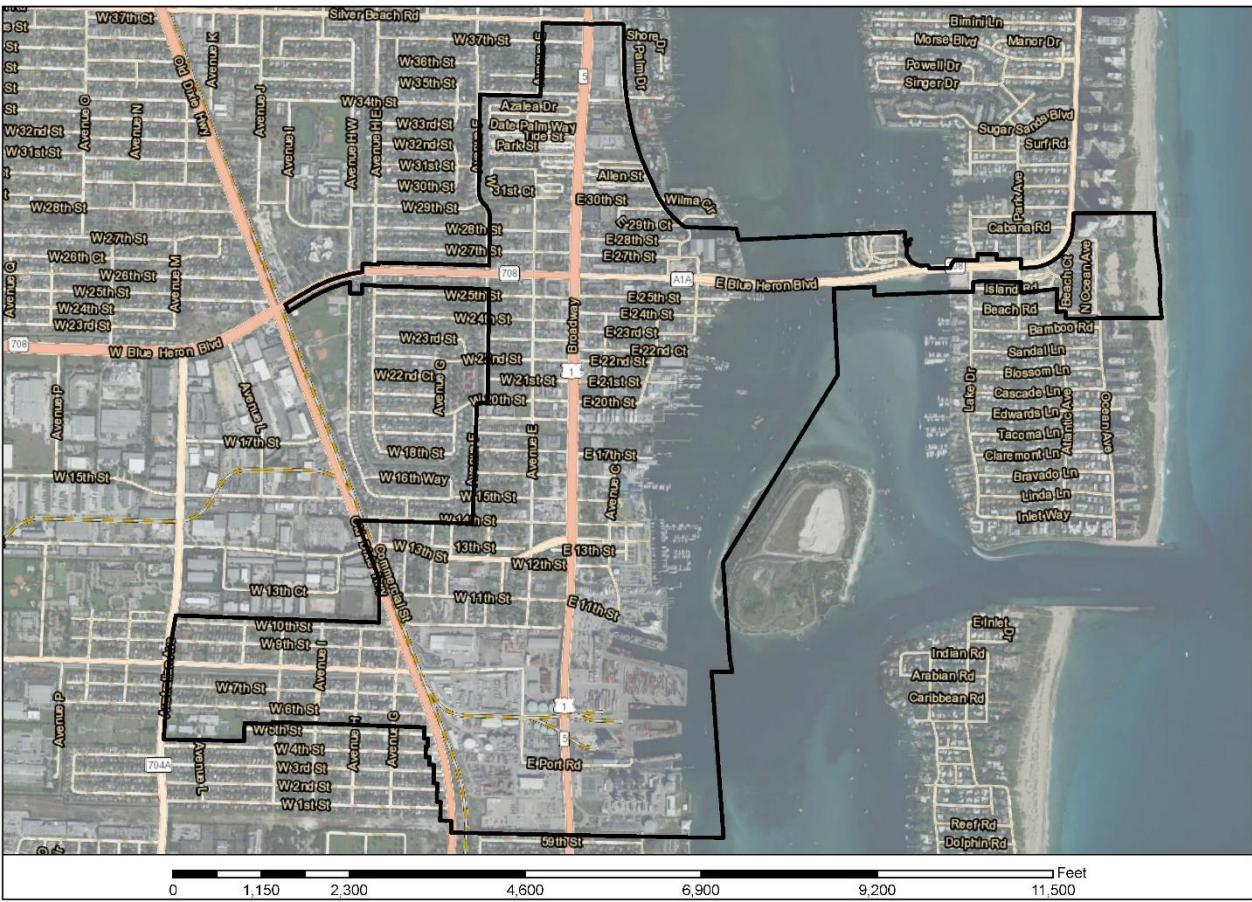 W 37th Ct
Silver Beach Rd
Avenue K
Old Dixie Hwy
W 37th St
Avenue E
5
Shore Dr
Palm Dr
W 36th St
W 35th St
Avenue J
W 34th St
Avenue O
Avenue N
Avenue I
Avenue H W
Avenue H E
W 33rd St
W 32nd St
W 31st St
W 30th St
W 29th St
Avenue F
Azalea Dr
Date Palm Way
Tide St
Park St
W 31st Ct
Allen St
E 30th St
Wilma Cir
W 32nd St
W 31st St
W 28th St
W 28th St
W 27th St
E 29th Ct
E 28th St
E 27th St
Bimini Ln
Morse Blvd
Manor Dr
Powell Dr
Singer Dr
Sugar Sands Blvd
Surf Rd
Park Ave
Cabana Rd
W 27th St
W 26th Ct
W 26th St
W 25th St
W 24th St
W 23rd St
Avenue Q
Avenue M
708
A1A
E Blue Heron Blvd
Island Rd
Beach Rd
Beach Ct
N Ocean Ave
Bamboo Rd
708
W Blue Heron Blvd
W 25th St
W 24th St
W 23rd St
W 22nd St
W 22nd Ct
W 21st St
W 20th St
Avenue G
Broadway
1
E 25th St
E 24th St
E 23rd St
E 22nd Ct
E 22nd St
E 21st St
E 20th St
Sandal Ln
Blossom Ln
Cascade Ln
Edwards Ln
Tacoma Ln
Claremont Ln
Bravado Ln
Linda Ln
Inlet Way
Lake Dr
Atlantic Ave
Ocean Ave
Avenue P
Avenue L
W 17th St
W 18th St
W 16th Way
W 15th St
W 15th St
W 14th St
Avenue F
Avenue E
E 17th St
Avenue C
W 13th St
13th St
E 13th St
W 12th St
W 11th St
E 11th St
Commercial St
W 13th Ct
W 10th St
W 9th St
Avenue I
W 7th St
W 6th St
W 5th St
W 4th St
W 3rd St
W 2nd St
W 1st St
Avenue P
Avenue L
Avenue H
Avenue G
704A
1
5
E Port Rd
59th St
E Inlet Dr
Indian Rd
Arabian Rd
Caribbean Rd
Reef Rd
Dolphin Rd
Feet
0 1,150 2,300 4,600 6,900 9,200 11,500